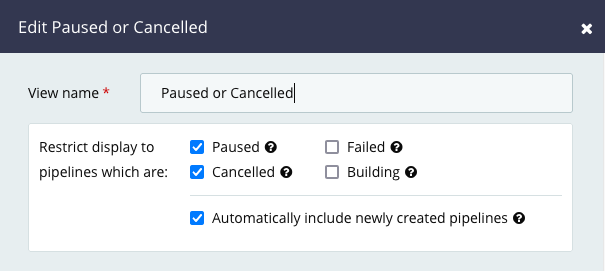 Edit Paused or Cancelled
View name * Paused or Cancelled
Restrict display to Paused Failed
pipelines which are: Cancelled Building
Automatically include newly created pipelines